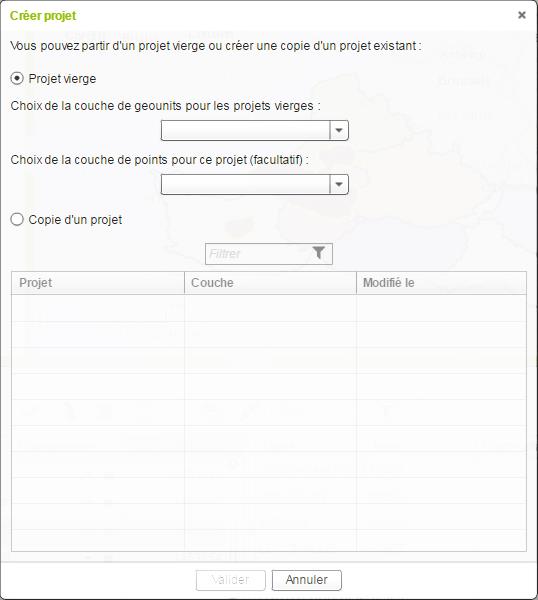 Créer projet
Vous pouvez partir d'un projet vierge ou créer une copie d'un projet existant :
Projet vierge
Choix de la couche de geounits pour les projets vierges :
Choix de la couche de points pour ce projet (facultatif) :
Copie d'un projet
Filtrer
Projet Couche Modifié le
Valider Annuler